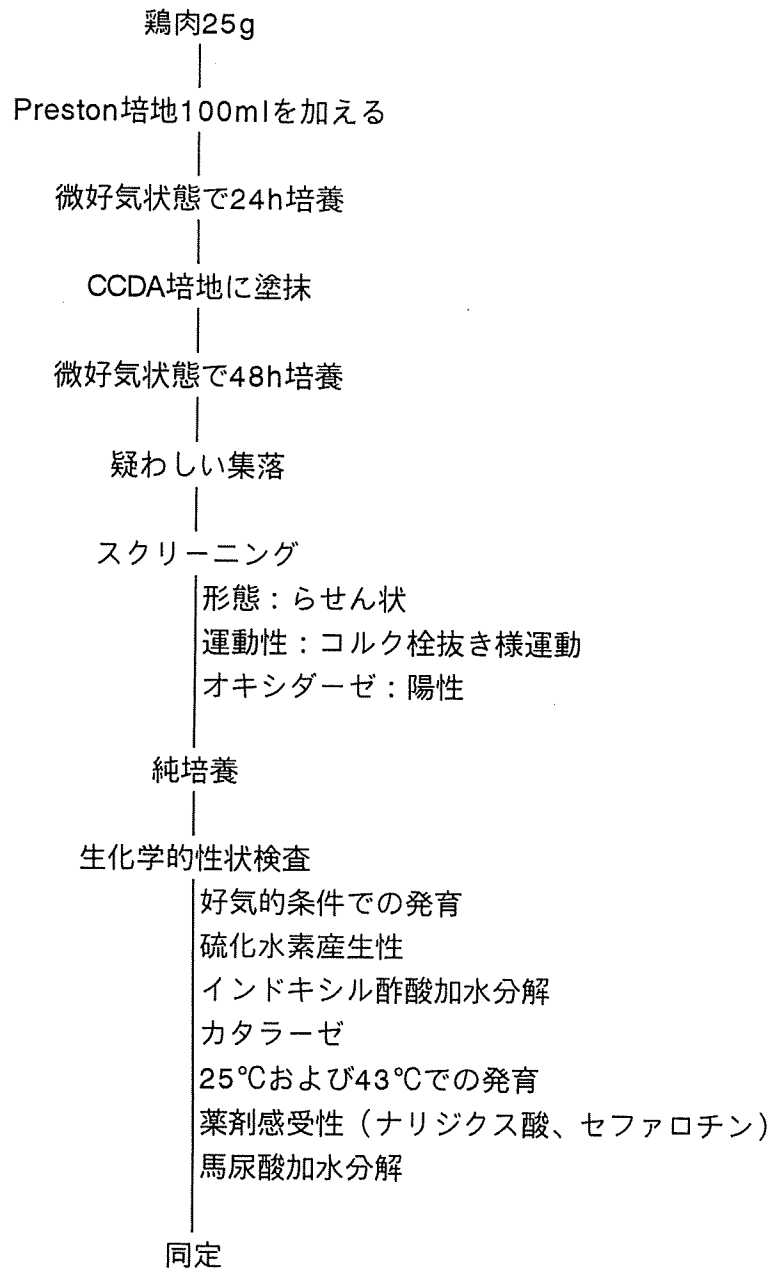 鶏肉25g
Preston培地100mlを加える
微好気状態で24h培養
CCDA培地に塗抹
微好気状態で48h培養
疑わしい集落
スクリーニング
形態：らせん状
運動性：コルク栓抜き様運動
オキシダーゼ：陽性
純培養
生化学的性状検査
好気的条件での発育
硫化水素産生性
インドキシル酢酸加水分解
カタラーゼ
25℃および43℃での発育
薬剤感受性（ナリジクス酸、セファロチン）
馬尿酸加水分解
同定